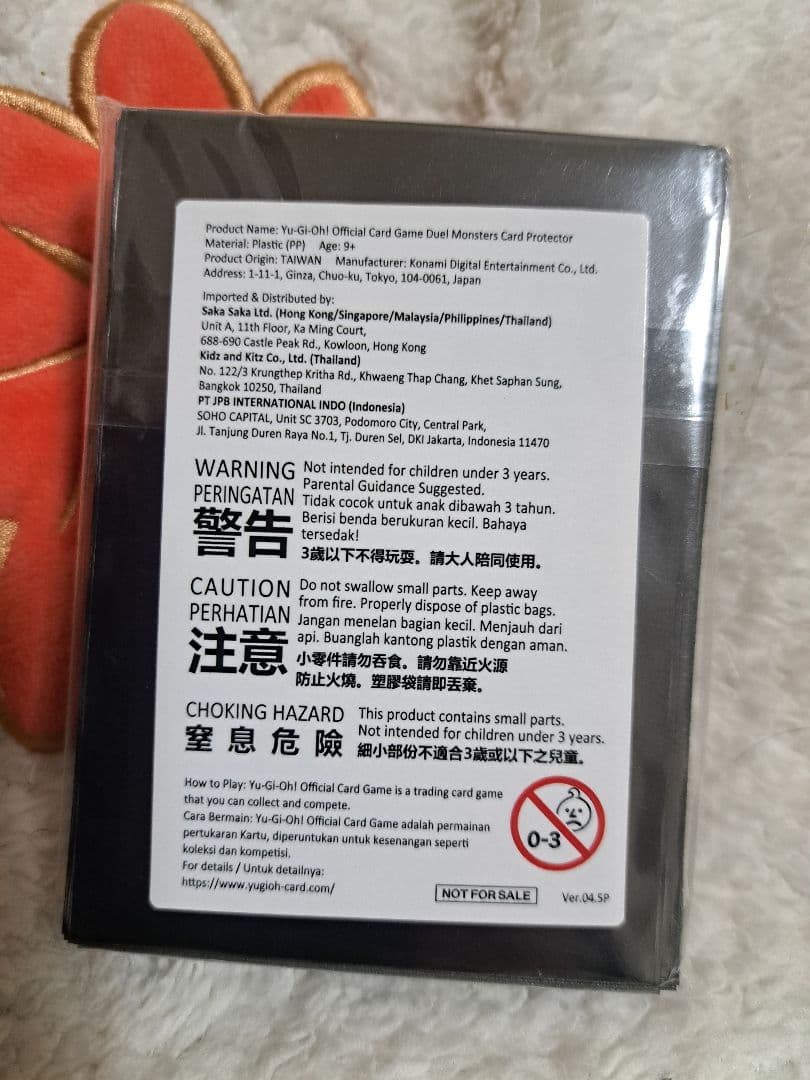 Product Name: Yu-Gi-Oh! Official Card Game Duel Monsters Card Protector
Material: Plastic (PP) Age: 9+
Product Origin: TAIWAN Manufacturer: Konami Digital Entertainment Co., Ltd.
Address: 1-11-1, Ginza, Chuo-ku, Tokyo, 104-0061, Japan
Imported & Distributed by:
Saka Saka Ltd. (Hong Kong/Singapore/Malaysia/Philippines/Thailand)
Unit A, 11th Floor, Ka Ming Court,
688-690 Castle Peak Rd., Kowloon, Hong Kong
Kidz and Kitz Co., Ltd. (Thailand)
No. 122/3 Krungthep Kritha Rd., Khwaeng Thap Chang, Khet Saphan Sung,
Bangkok 10250, Thailand
PT JPB INTERNATIONAL INDO (Indonesia)
SOHO CAPITAL, Unit SC 3703, Podomoro City, Central Park,
Jl. Tanjung Duren Raya No.1, Tj. Duren Sel, DKI Jakarta, Indonesia 11470
WARNING
PERINGATAN
警告
Not intended for children under 3 years.
Parental Guidance Suggested.
Tidak cocok untuk anak dibawah 3 tahun.
Berisi benda berukuran kecil. Bahaya
tersedak!
3歲以下不得玩耍。請大人陪同使用。
CAUTION
PERHATIAN
注意
Do not swallow small parts. Keep away
from fire. Properly dispose of plastic bags.
Jangan menelan bagian kecil. Menjauh dari
api. Buanglah kantong plastik dengan aman.
小零件請勿吞食。請勿靠近火源
防止火燒。塑膠袋請即丟棄。
CHOKING HAZARD
窒息危險
This product contains small parts.
Not intended for children under 3 years.
細小部份不適合3歲或以下之兒童。
How to Play: Yu-Gi-Oh! Official Card Game is a trading card game
that you can collect and compete.
Cara Bermain: Yu-Gi-Oh! Official Card Game adalah permainan
pertukaran Kartu, diperuntukan untuk kesenangan seperti
koleksi dan kompetisi.
For details / Untuk detailnya:
https://www.yugioh-card.com/
0-3
NOT FOR SALE
Ver.04.5P